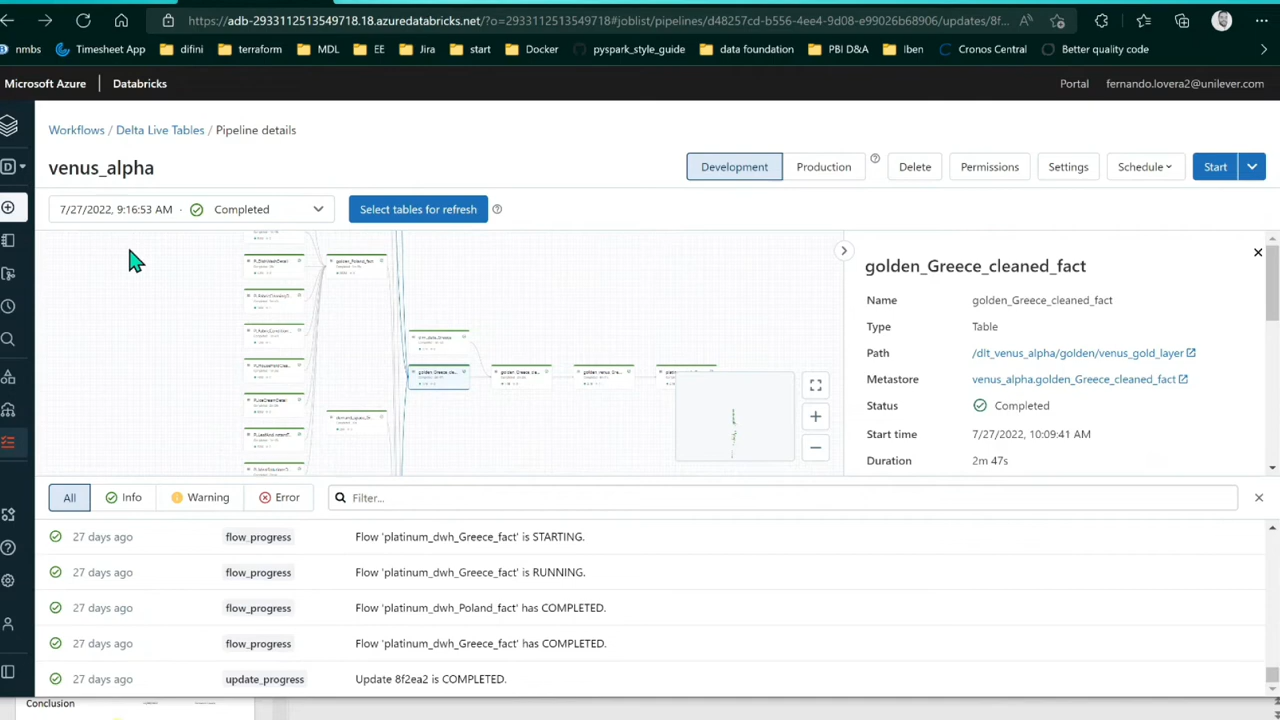 https://adb-2933112513549718.18.azuredatabricks.net/?o=2933112513549718#joblist/pipelines/d48257cd-b556-4ee4-9d08-e99026b68906/updates/8f...
nmbs Timesheet App difini terraform MDL EE Jira start Docker pyspark_style_guide data foundation PBI D&A Iben Cronos Central Better quality code
Microsoft Azure Databricks Portal fernando.lovera2@unilever.com
Workflows / Delta Live Tables / Pipeline details
venus_alpha Development Production Delete Permissions Settings Schedule Start
7/27/2022, 9:16:53 AM · Completed Select tables for refresh
golden_Greece_cleaned_fact
Name golden_Greece_cleaned_fact
Type Table
Path /dlt_venus_alpha/golden/venus_gold_layer
Metastore venus_alpha.golden_Greece_cleaned_fact
Status Completed
Start time 7/27/2022, 10:09:41 AM
Duration 2m 47s
golden_Poland_fact
All Info Warning Error Filter...
27 days ago flow_progress Flow 'platinum_dwh_Greece_fact' is STARTING.
27 days ago flow_progress Flow 'platinum_dwh_Greece_fact' is RUNNING.
27 days ago flow_progress Flow 'platinum_dwh_Poland_fact' has COMPLETED.
27 days ago flow_progress Flow 'platinum_dwh_Greece_fact' has COMPLETED.
27 days ago update_progress Update 8f2ea2 is COMPLETED.
Conclusion